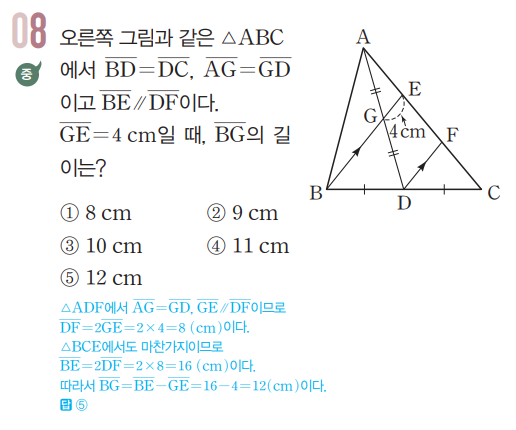 08
중
오른쪽 그림과 같은 △ABC
에서 BD=DC, AG=GD
이고 BE∥DF이다.
GE=4 cm일 때, BG의 길
이는?
① 8 cm ② 9 cm
③ 10 cm ④ 11 cm
⑤ 12 cm
△ADF에서 AG=GD, GE∥DF이므로
DF=2GE=2×4=8 (cm)이다.
△BCE에서도 마찬가지이므로
BE=2DF=2×8=16 (cm)이다.
따라서 BG=BE-GE=16-4=12(cm)이다.
답 ⑤
A
E
G
4 cm
F
B
D
C